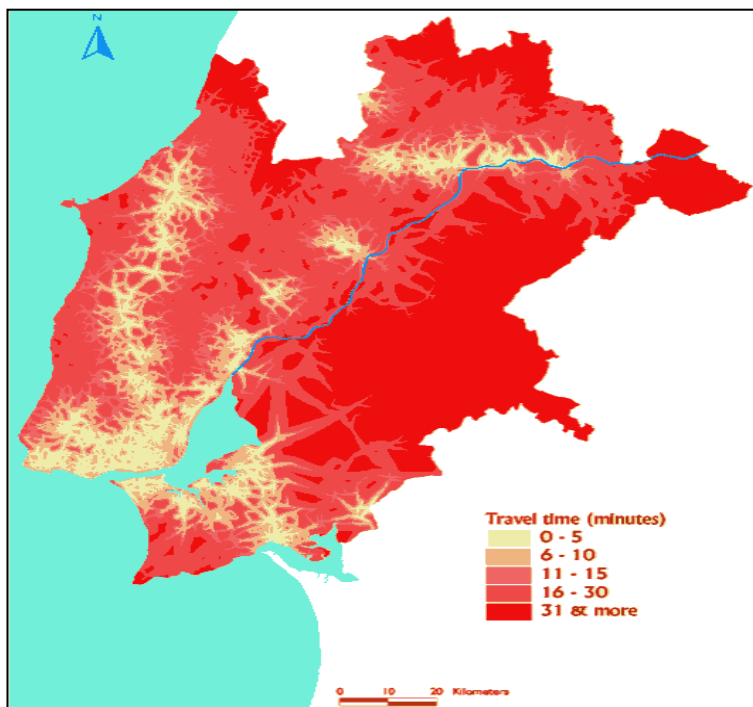 N
Travel time (minutes)
0 - 5
6 - 10
11 - 15
16 - 30
31 & more
0 10 20 Kilometers